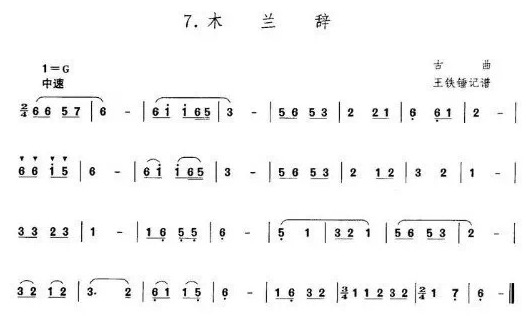 7. 木 兰 辞
1=G
中速
古 曲
王铁锤记谱
2/4 6 6 5 7 | 6 - | 6 i i 6 5 | 3 - | 5 6 5 3 | 2 2 1 | 6 6 1 | 2 - |
6 6 i 5 | 6 - | 6 i i 6 5 | 3 - | 5 6 5 3 | 2 1 2 | 3 2 | 1 - |
3 3 2 3 | 1 - | 1 6 5 5 | 6 - | 5 1 | 3 2 1 | 5 6 5 3 | 2 - |
3 2 1 2 | 3. 2 | 6 1 1 5 | 6 - | 1 6 3 2 | 3/4 1 1 2 3 2 | 2/4 1 7 | 6 - ‖